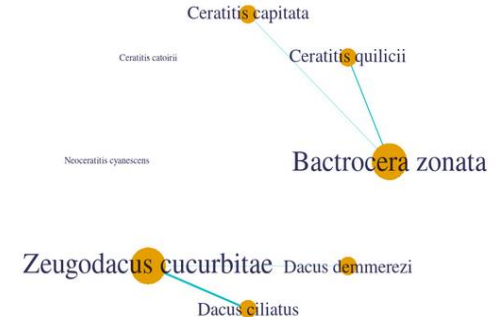 Ceratitis capitata
Ceratitis catoirii
Ceratitis quilicii
Neoceratitis cyanescens
Bactrocera zonata
Zeugodacus cucurbitae
Dacus demmerezi
Dacus ciliatus